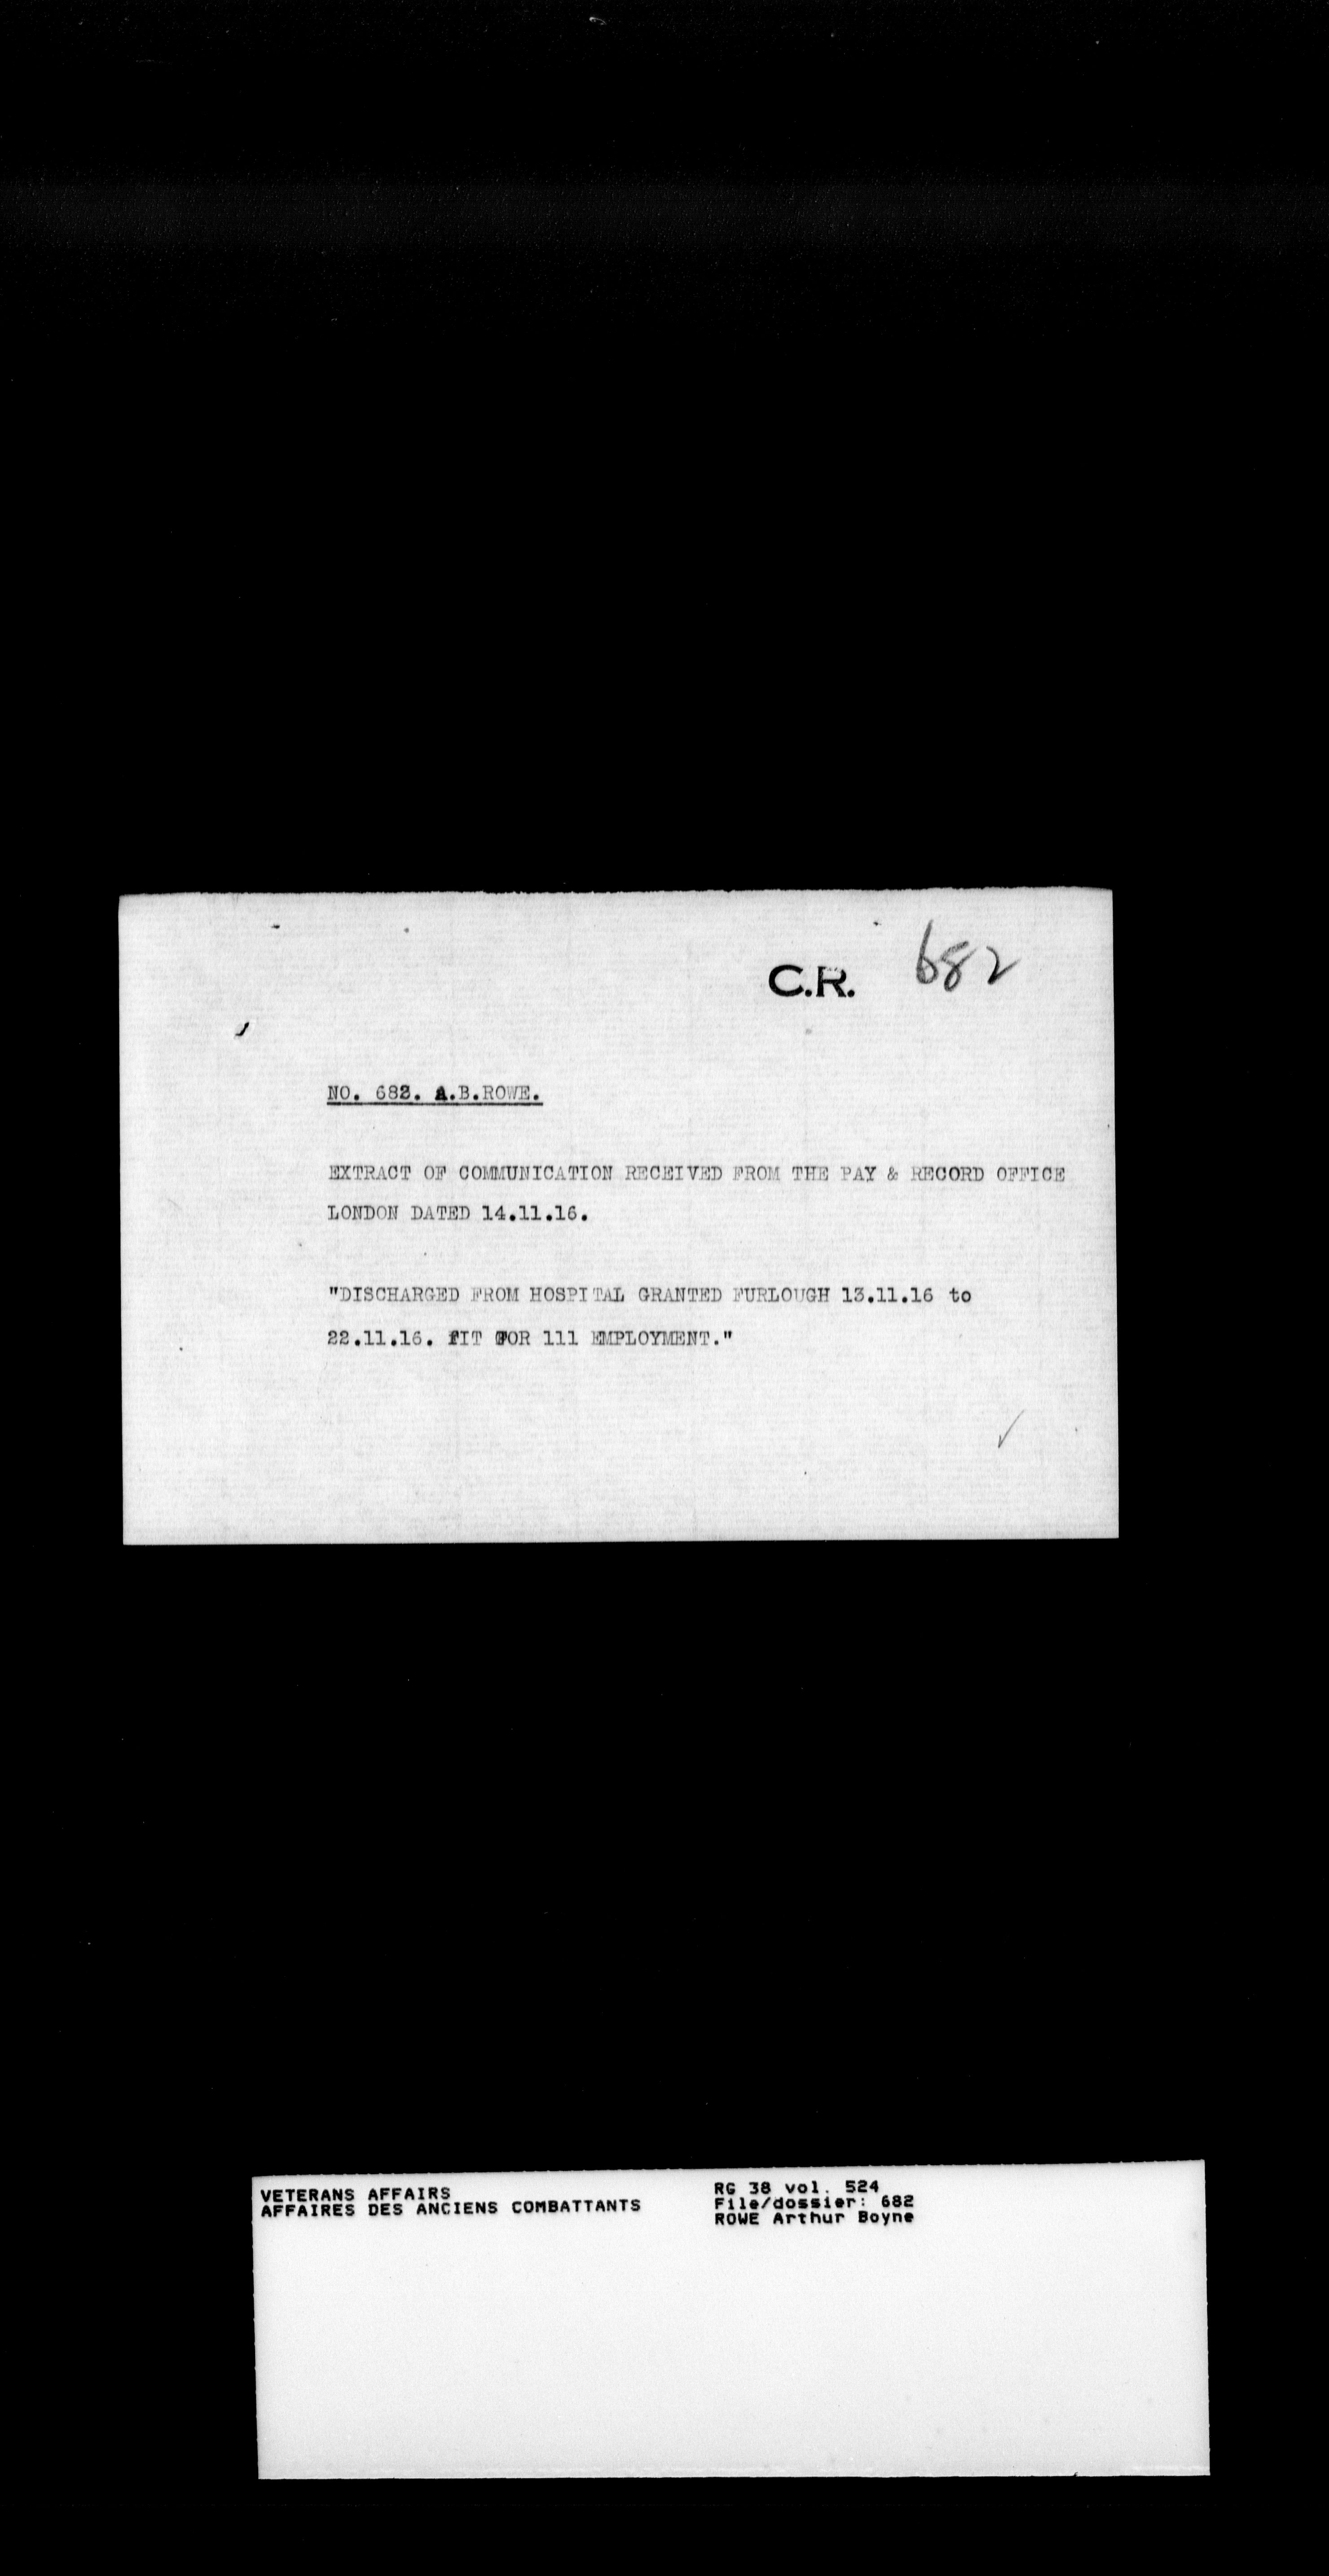 C.R. 682
NO. 682. A.B.ROWE.
EXTRACT OF COMMUNICATION RECEIVED FROM THE PAY & RECORD OFFICE
LONDON DATED 14.11.16.
"DISCHARGED FROM HOSPITAL GRANTED FURLOUGH 13.11.16 to
22.11.16. FIT FOR 111 EMPLOYMENT."
VETERANS AFFAIRS
AFFAIRES DES ANCIENS COMBATTANTS
RG 38 vol. 524
File/dossier: 682
ROWE Arthur Boyne